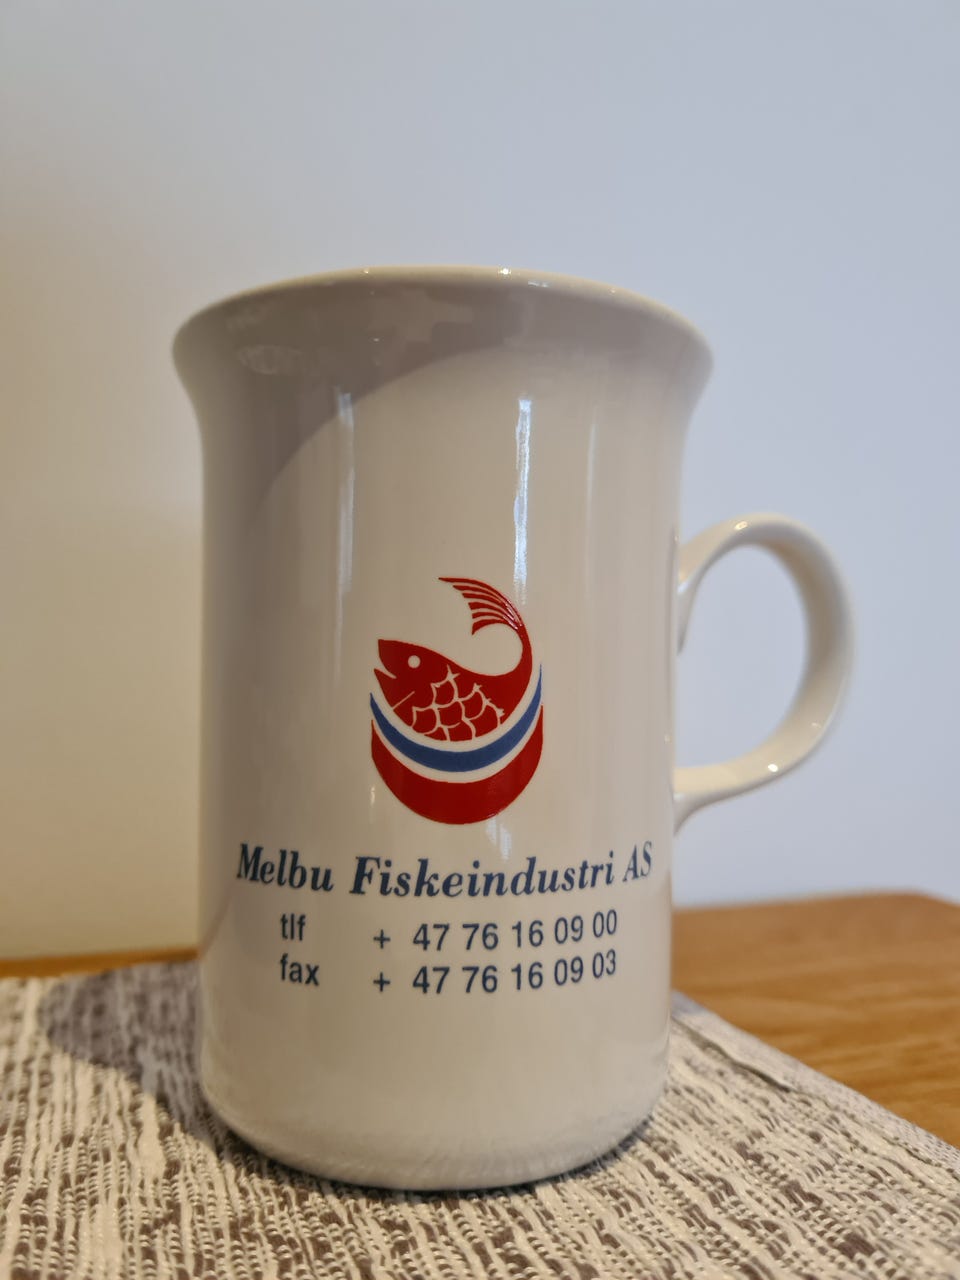 Melbu Fiskeindustri AS
tlf + 47 76 16 09 00
fax + 47 76 16 09 03